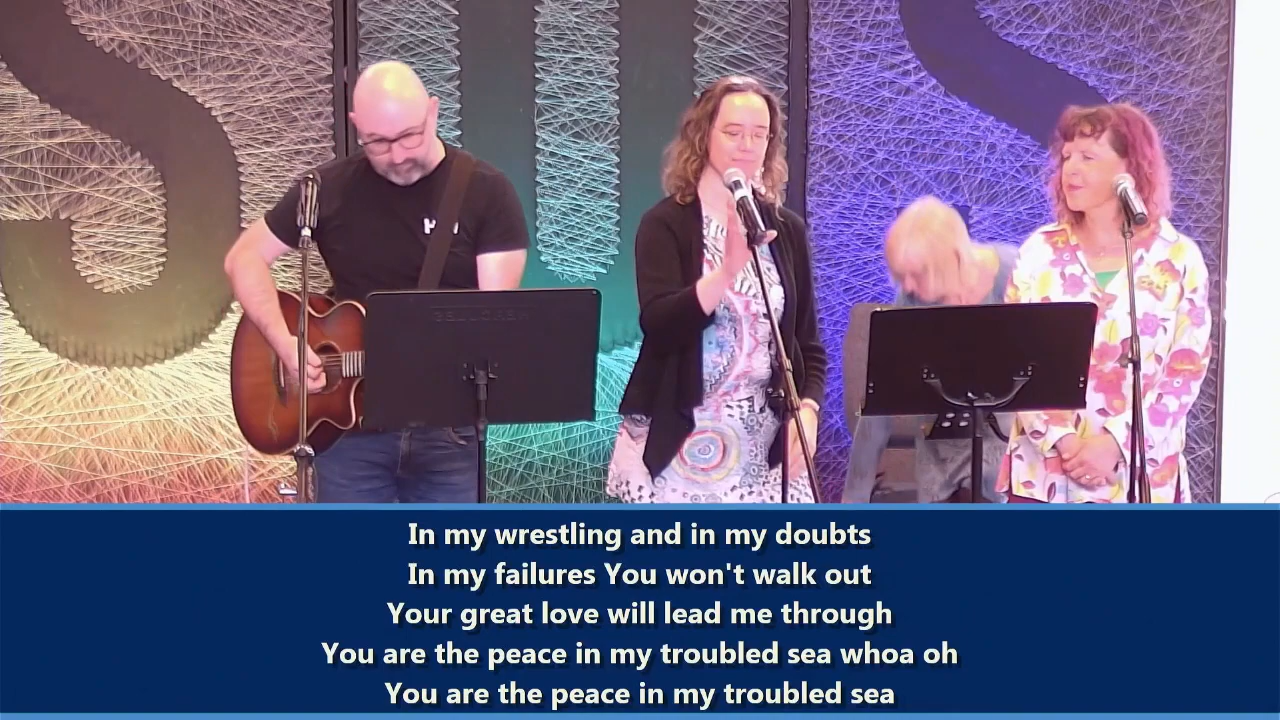 In my wrestling and in my doubts
In my failures You won't walk out
Your great love will lead me through
You are the peace in my troubled sea whoa oh
You are the peace in my troubled sea